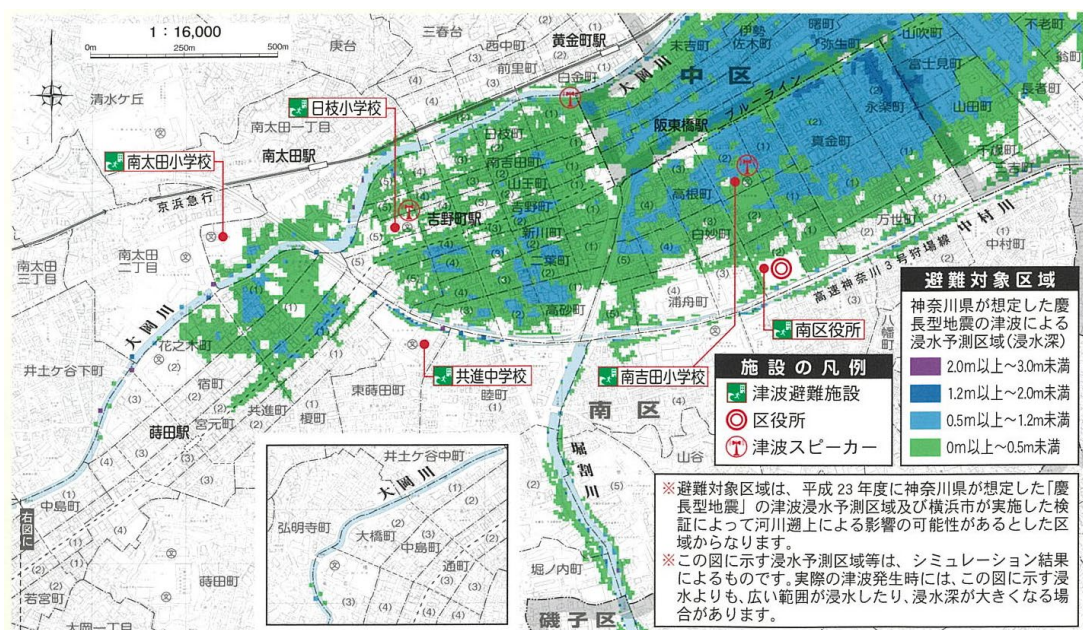 1：16,000
0m 250m 500m
庚台
三春台
西中町
前里町
黄金町駅
白金町
末吉町
大岡川
伊勢佐木町
曙町
弥生町
中区
山吹町
富士見町
不老町
翁町
長者町
清水ケ丘
南太田一丁目
日枝小学校
南太田小学校
南太田駅
京浜急行
日枝町
南吉田町
山王町
吉野町
吉野町駅
新川町
二葉町
高砂町
ブルーライン
阪東橋駅
永楽町
真金町
山田町
千歳町
三吉町
高根町
白妙町
万世町
中村川
中村町
高速神奈川3号狩場線
浦舟町
八幡町
南太田二丁目
南太田三丁目
大岡川
井土ケ谷下町
花之木町
宿町
宮元町
共進町
榎町
蒔田駅
東蒔田町
共進中学校
睦町
南吉田小学校
南区役所
南区
山谷
堀割川
堀ノ内町
磯子区
中島町
右図に
若宮町
大岡一丁目
蒔田町
井土ケ谷中町
大岡川
弘明寺町
大橋町
中島町
通町
施設の凡例
津波避難施設
区役所
津波スピーカー
避難対象区域
神奈川県が想定した慶
長型地震の津波による
浸水予測区域(浸水深)
2.0m以上～3.0m未満
1.2m以上～2.0m未満
0.5m以上～1.2m未満
0m以上～0.5m未満
※避難対象区域は、平成23年度に神奈川県が想定した「慶
長型地震」の津波浸水予測区域及び横浜市が実施した検
証によって河川遡上による影響の可能性があるとした区
域からなります。
※この図に示す浸水予測区域等は、シミュレーション結果
によるものです。実際の津波発生時には、この図に示す浸
水よりも、広い範囲が浸水したり、浸水深が大きくなる場
合があります。